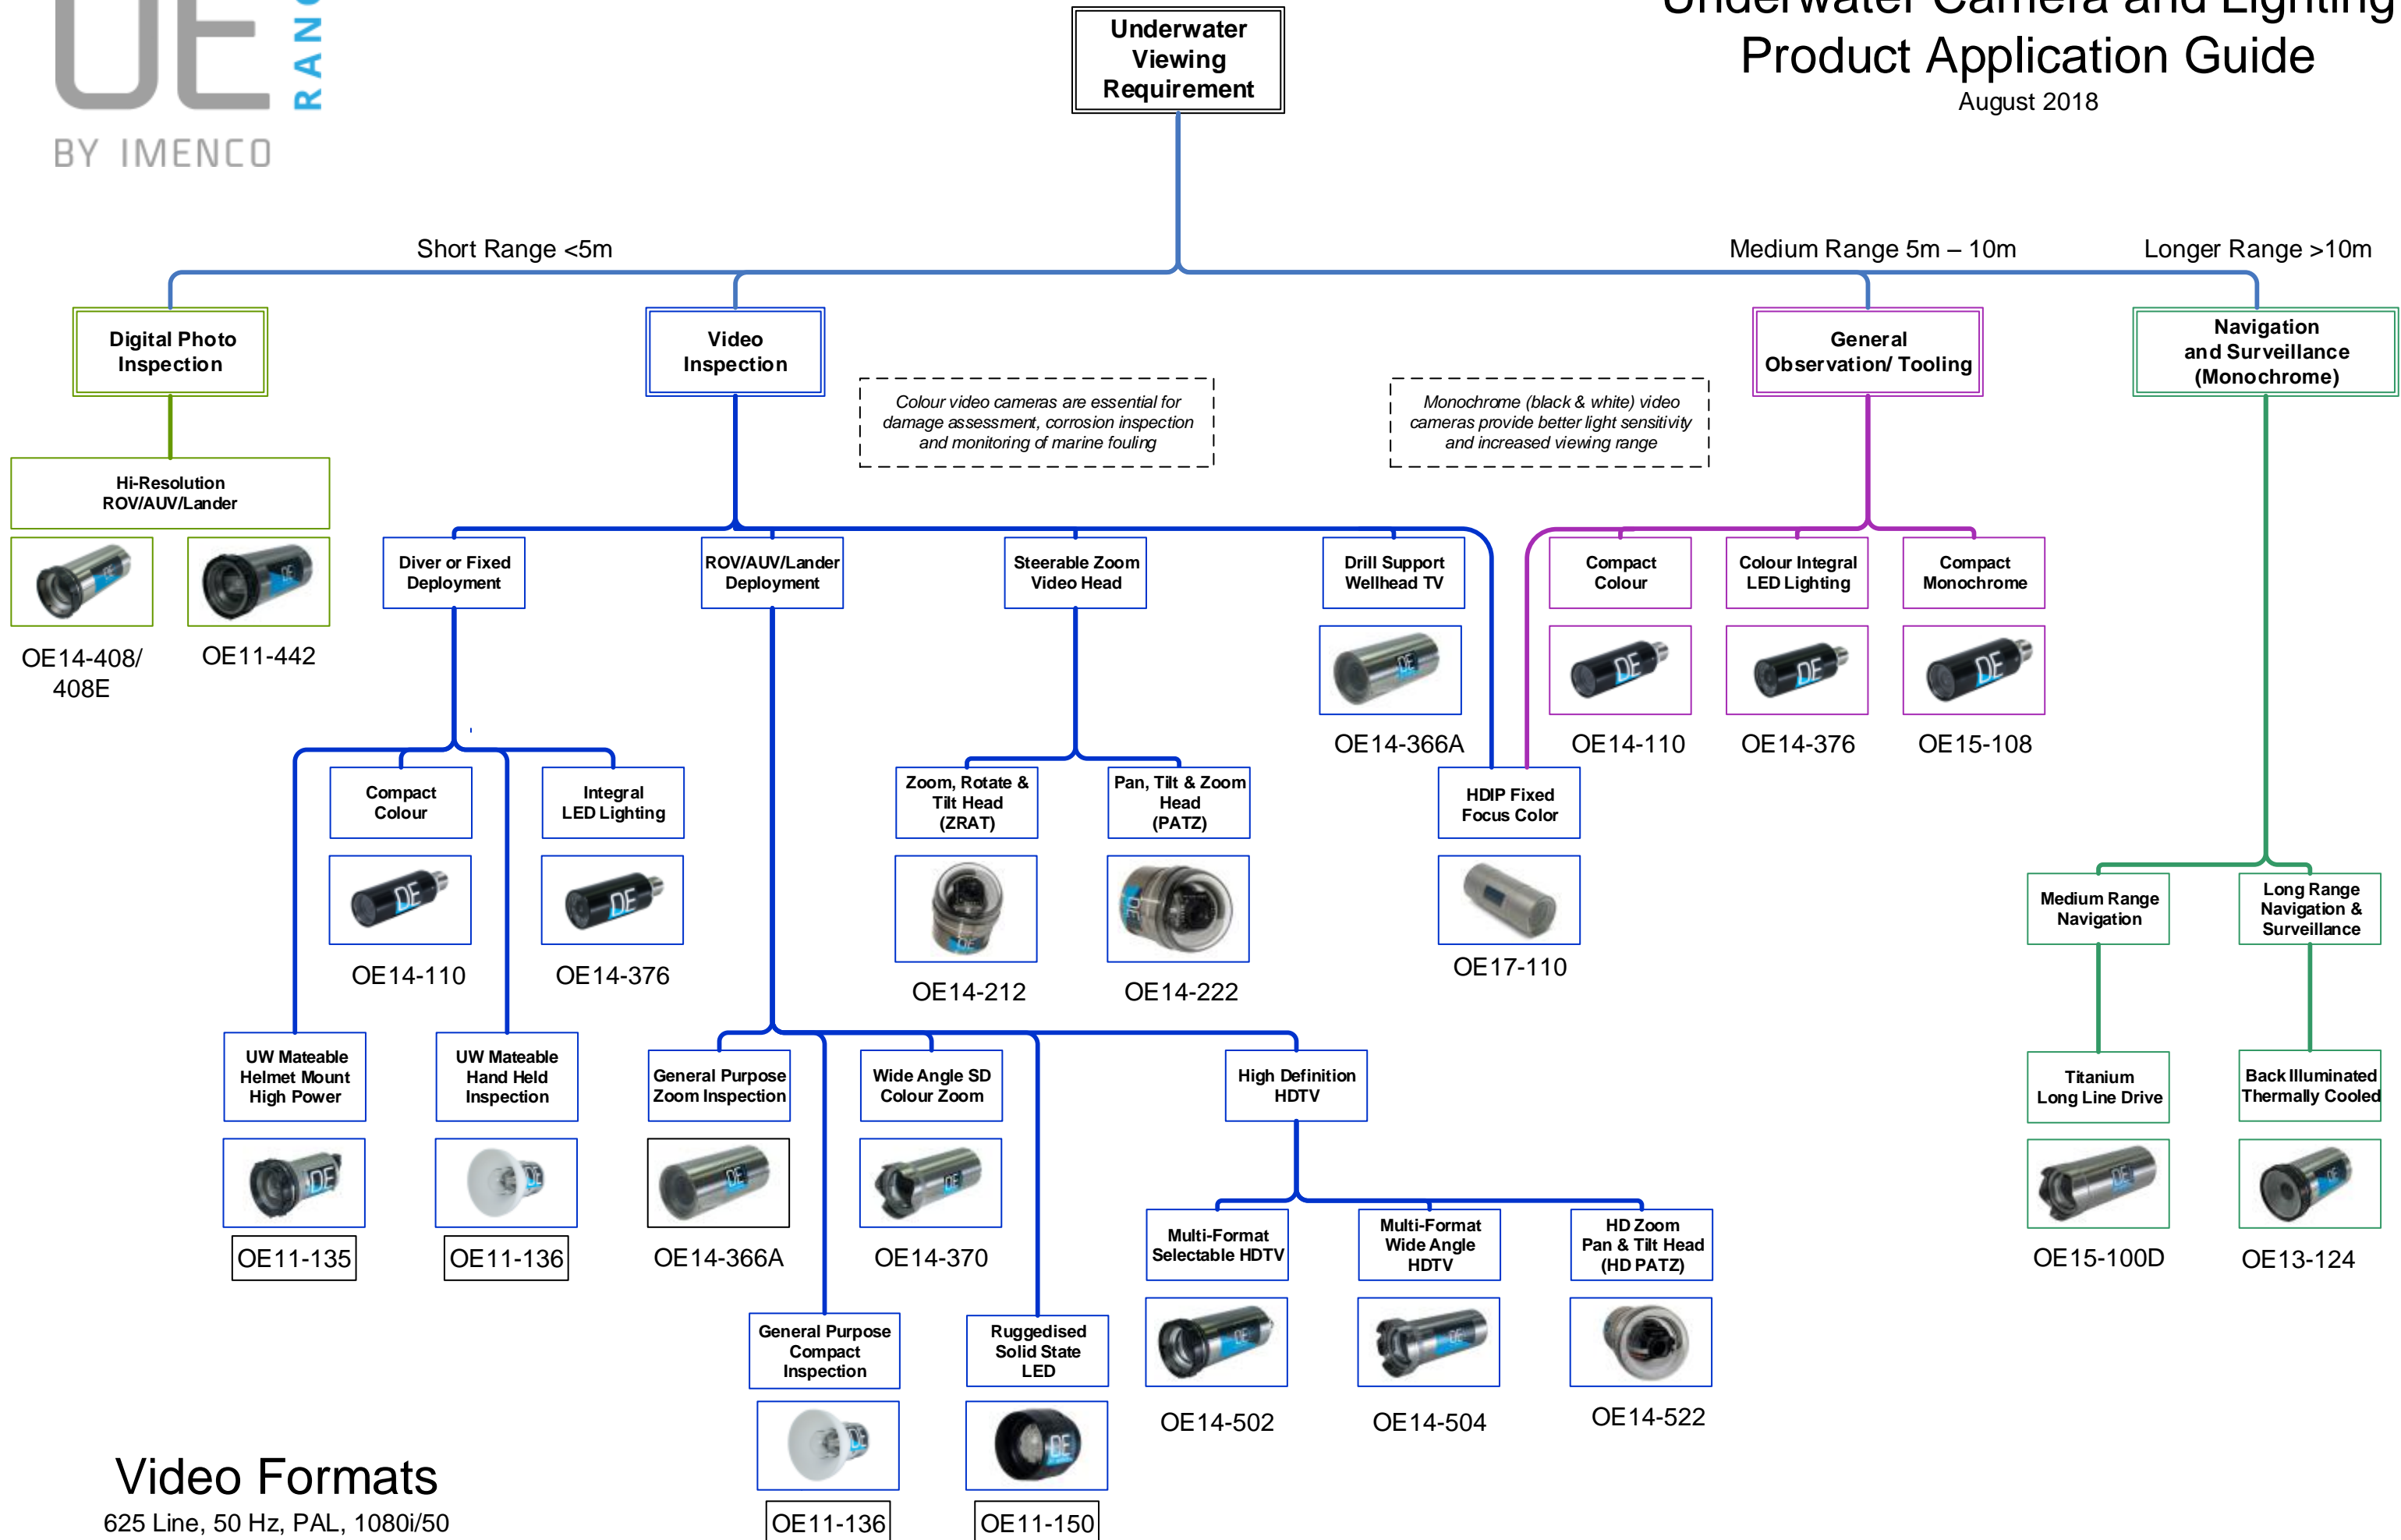 OE
RANG
BY IMENCO
Underwater Camera and Lighting
Product Application Guide
August 2018
Underwater
Viewing
Requirement
Short Range <5m
Medium Range 5m – 10m
Longer Range >10m
Digital Photo
Inspection
Video
Inspection
General
Observation/ Tooling
Navigation
and Surveillance
(Monochrome)
Colour video cameras are essential for
damage assessment, corrosion inspection
and monitoring of marine fouling
Monochrome (black & white) video
cameras provide better light sensitivity
and increased viewing range
Hi-Resolution
ROV/AUV/Lander
OE14-408/
408E
OE11-442
Diver or Fixed
Deployment
ROV/AUV/Lander
Deployment
Steerable Zoom
Video Head
Drill Support
Wellhead TV
OE14-366A
Compact
Colour
OE14-110
Colour Integral
LED Lighting
OE14-376
Compact
Monochrome
OE15-108
Compact
Colour
OE14-110
Integral
LED Lighting
OE14-376
Zoom, Rotate &
Tilt Head
(ZRAT)
OE14-212
Pan, Tilt & Zoom
Head
(PATZ)
OE14-222
HDIP Fixed
Focus Color
OE17-110
Medium Range
Navigation
Long Range
Navigation &
Surveillance
UW Mateable
Helmet Mount
High Power
OE11-135
UW Mateable
Hand Held
Inspection
OE11-136
General Purpose
Zoom Inspection
OE14-366A
Wide Angle SD
Colour Zoom
OE14-370
High Definition
HDTV
Titanium
Long Line Drive
OE15-100D
Back Illuminated
Thermally Cooled
OE13-124
Multi-Format
Selectable HDTV
OE14-502
Multi-Format
Wide Angle
HDTV
OE14-504
HD Zoom
Pan & Tilt Head
(HD PATZ)
OE14-522
General Purpose
Compact
Inspection
OE11-136
Ruggedised
Solid State
LED
OE11-150
Video Formats
625 Line, 50 Hz, PAL, 1080i/50